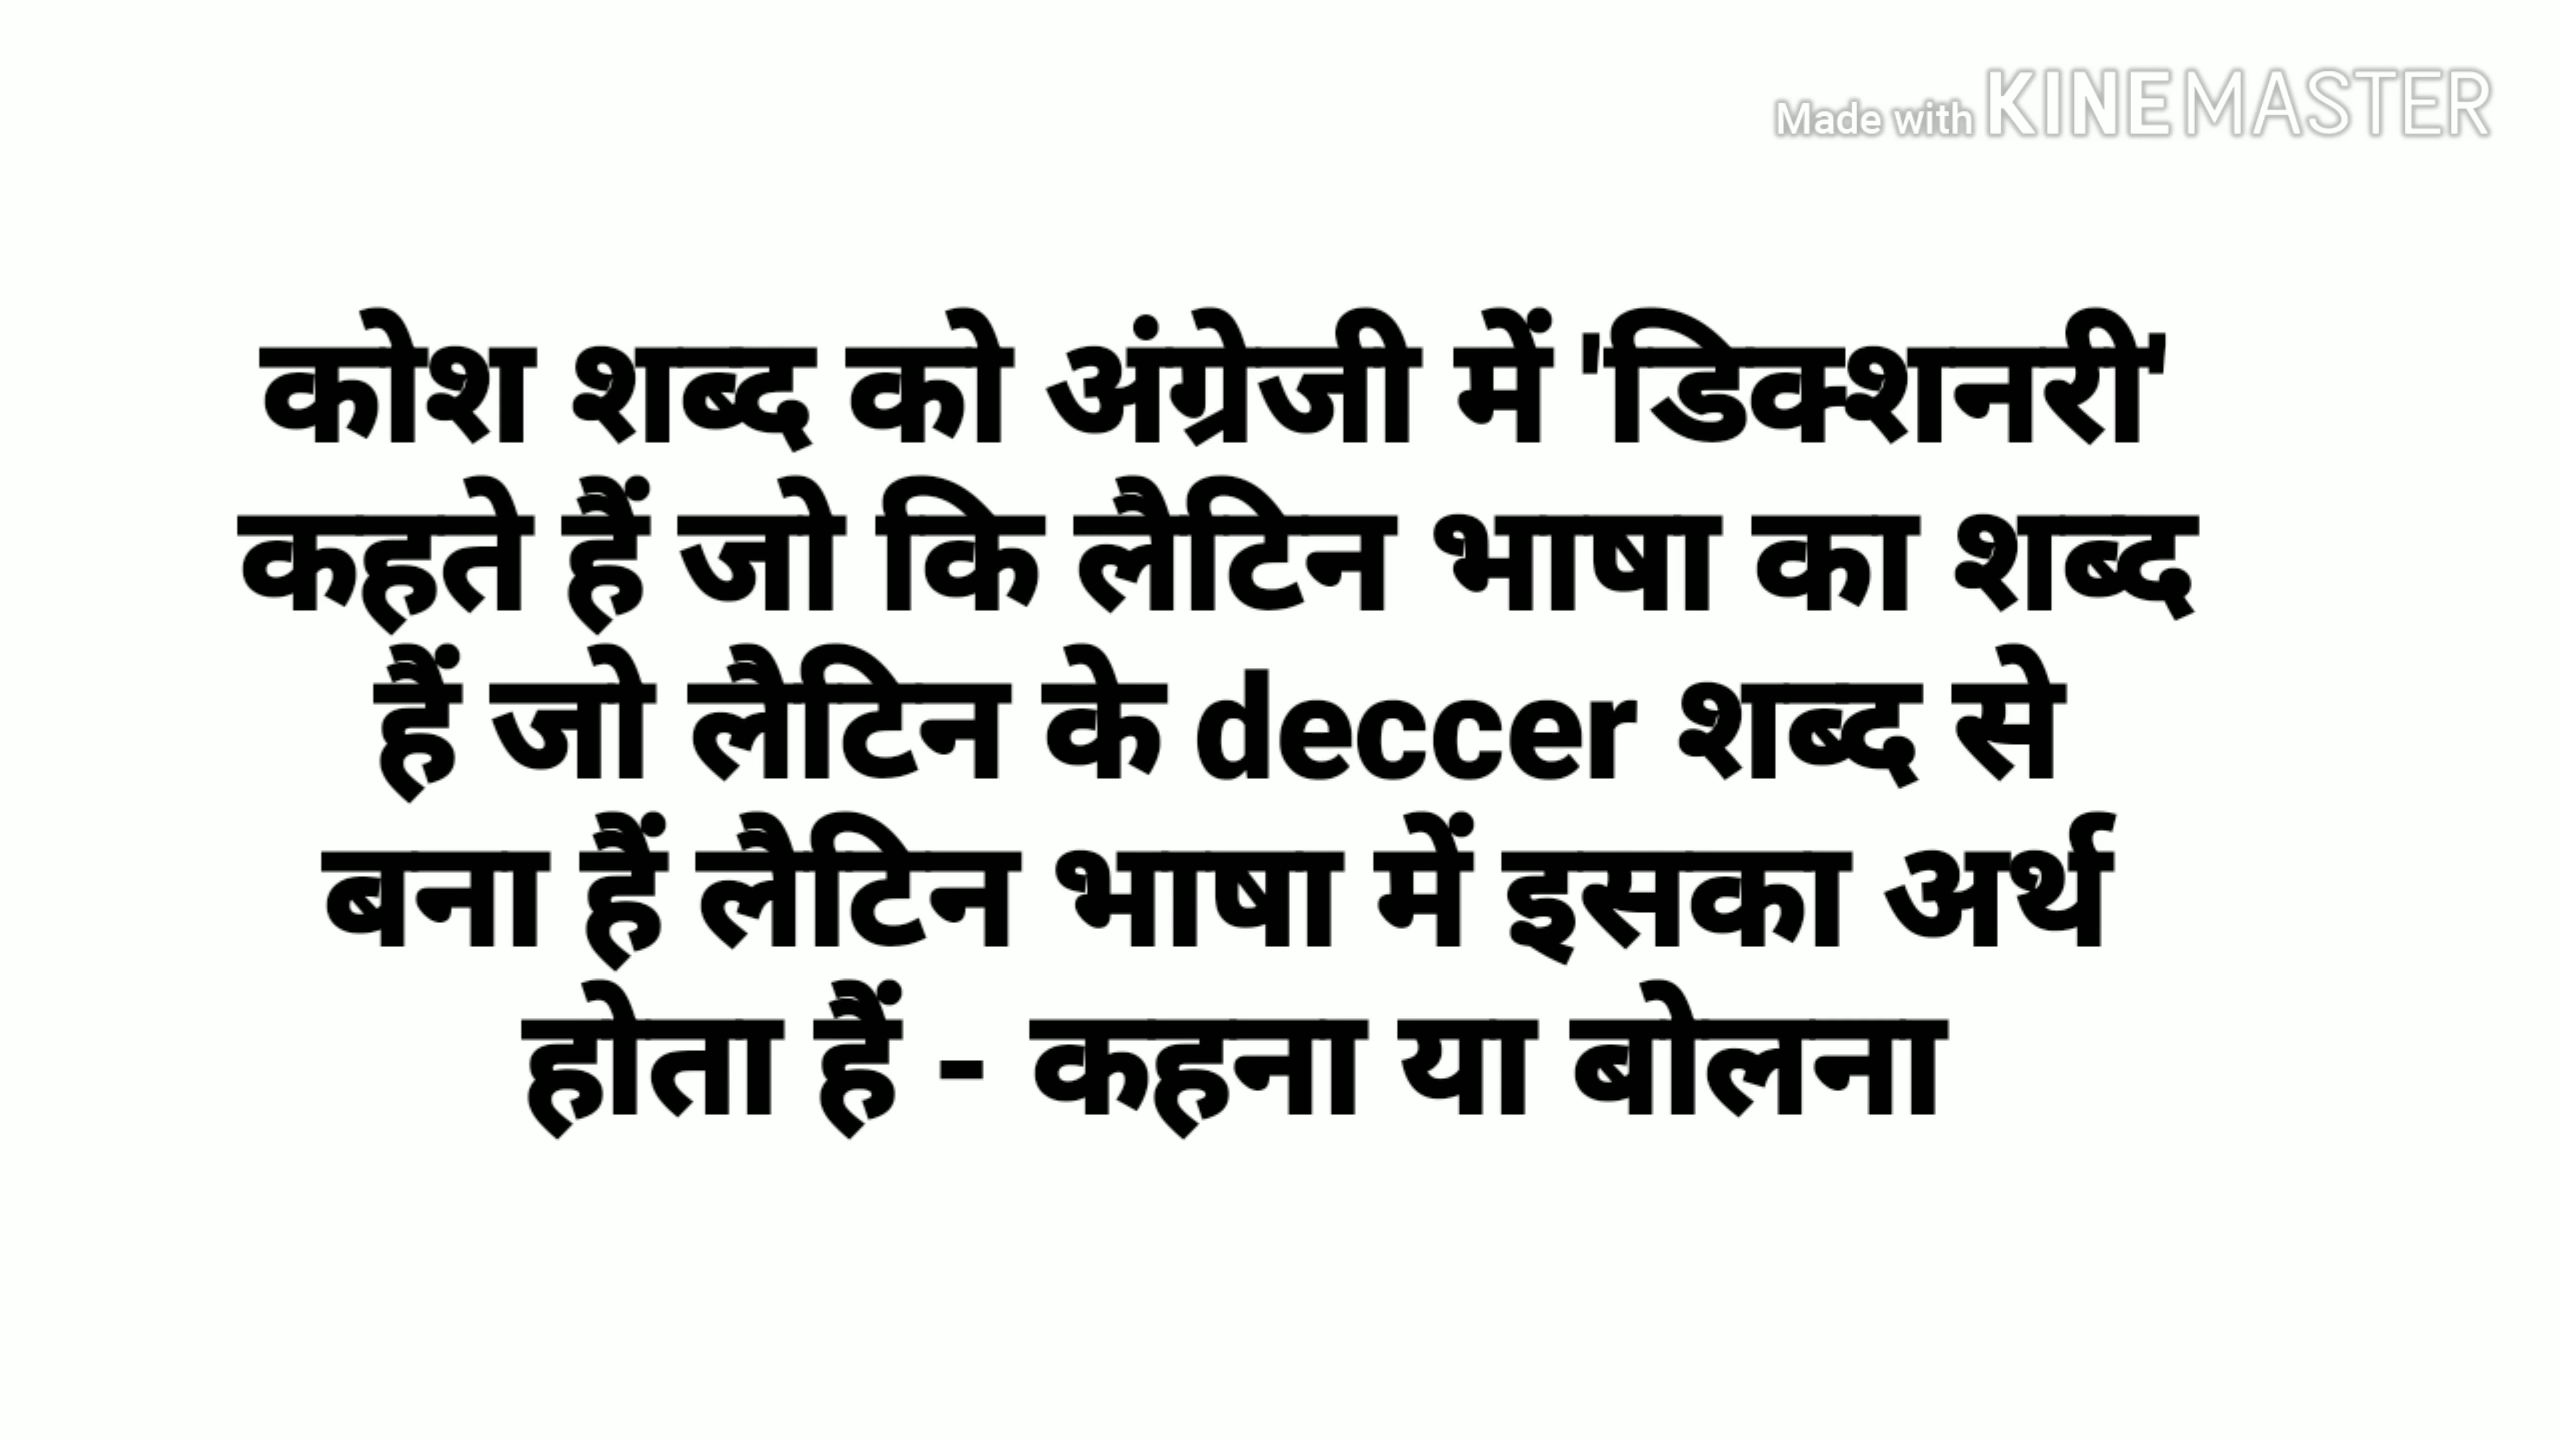 Made with KINEMASTER
कोश शब्द को अंग्रेजी में 'डिक्शनरी'
कहते हैं जो कि लैटिन भाषा का शब्द
हैं जो लैटिन के deccer शब्द से
बना हैं लैटिन भाषा में इसका अर्थ
होता हैं - कहना या बोलना